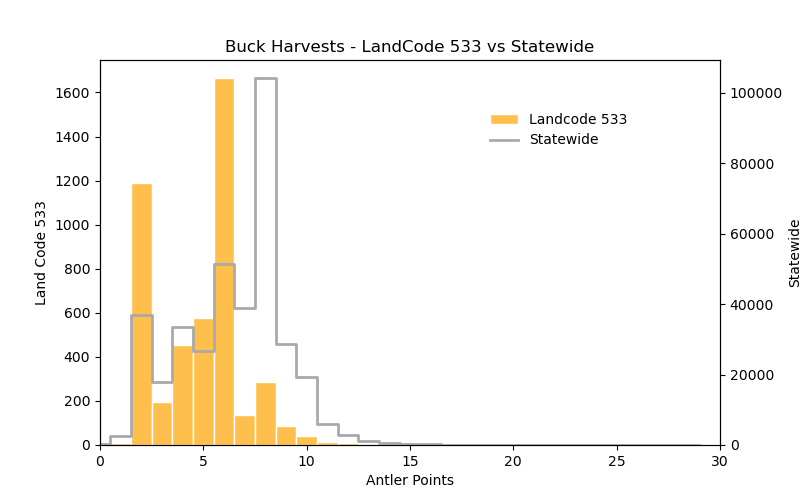 Buck Harvests - LandCode 533 vs Statewide
Landcode 533
Statewide
Land Code 533
1600
1400
1200
1000
800
600
400
200
0
100000
80000
60000
40000
20000
0
Statewide
0 5 10 15 20 25 30
Antler Points